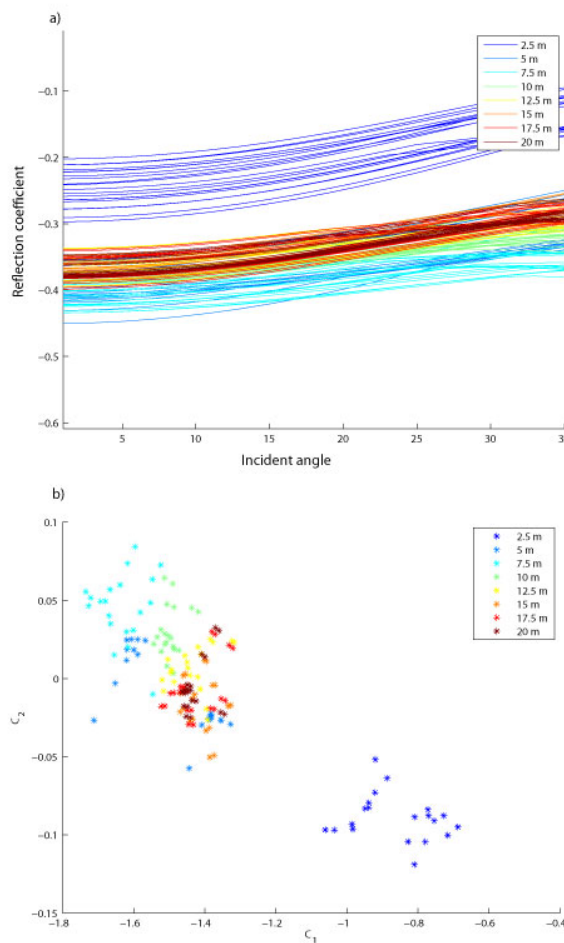 a)
-0.1
-0.2
-0.3
-0.4
-0.5
-0.6
Reflection coefficient
2.5 m
5 m
7.5 m
10 m
12.5 m
15 m
17.5 m
20 m
5 10 15 20 25 30 35
Incident angle
b)
0.1
0.05
0
-0.05
-0.1
-0.15
C2
2.5 m
5 m
7.5 m
10 m
12.5 m
15 m
17.5 m
20 m
-1.8 -1.6 -1.4 -1.2 -1 -0.8 -0.6 -0.4
C1